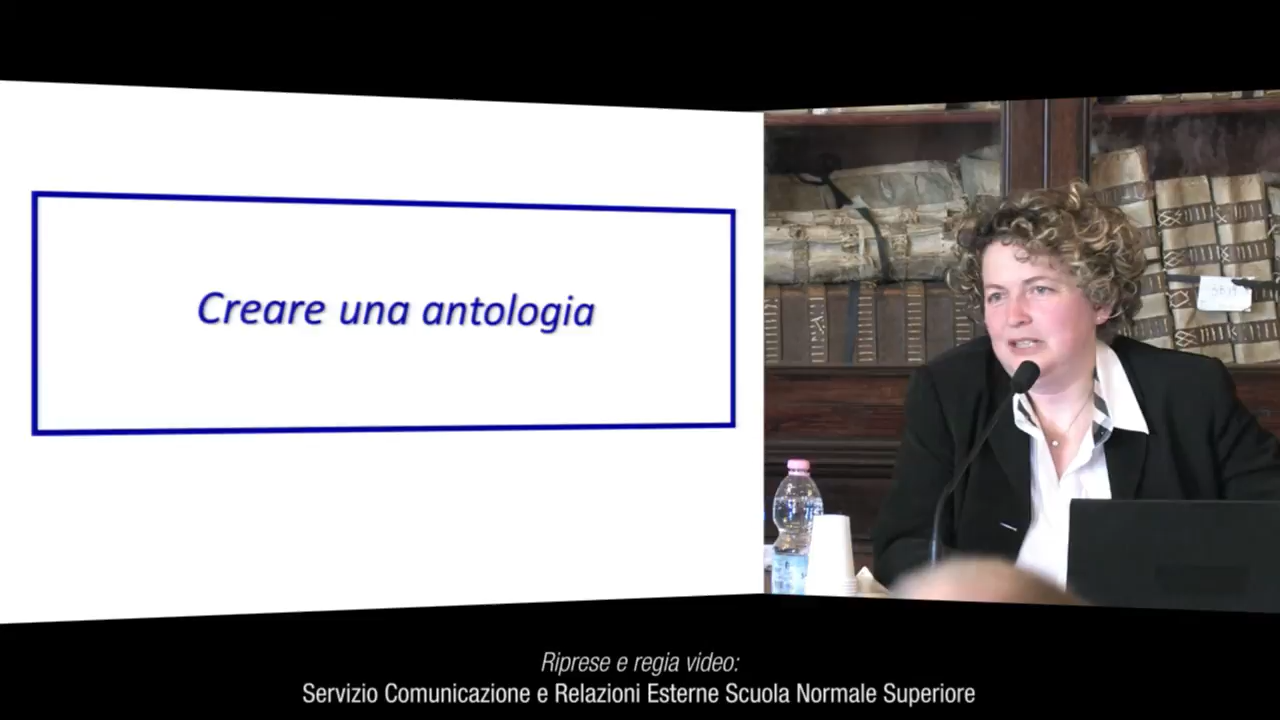 Creare una antologia
Riprese e regia video:
Servizio Comunicazione e Relazioni Esterne Scuola Normale Superiore